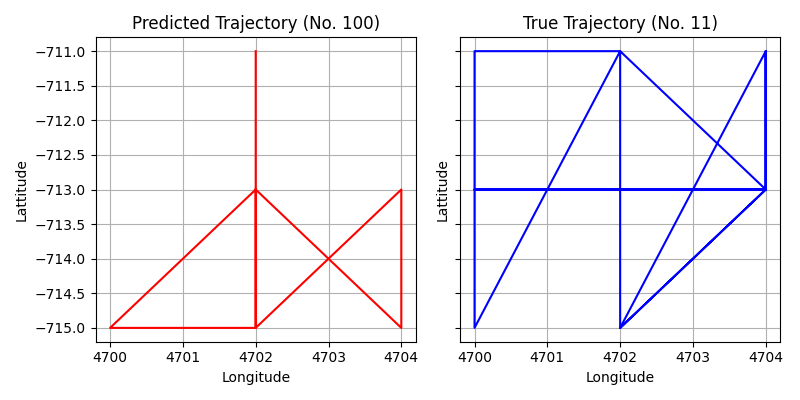 Predicted Trajectory (No. 100)
−711.0
−711.5
−712.0
−712.5
−713.0
−713.5
−714.0
−714.5
−715.0
Lattitude
4700 4701 4702 4703 4704
Longitude
True Trajectory (No. 11)
Lattitude
4700 4701 4702 4703 4704
Longitude